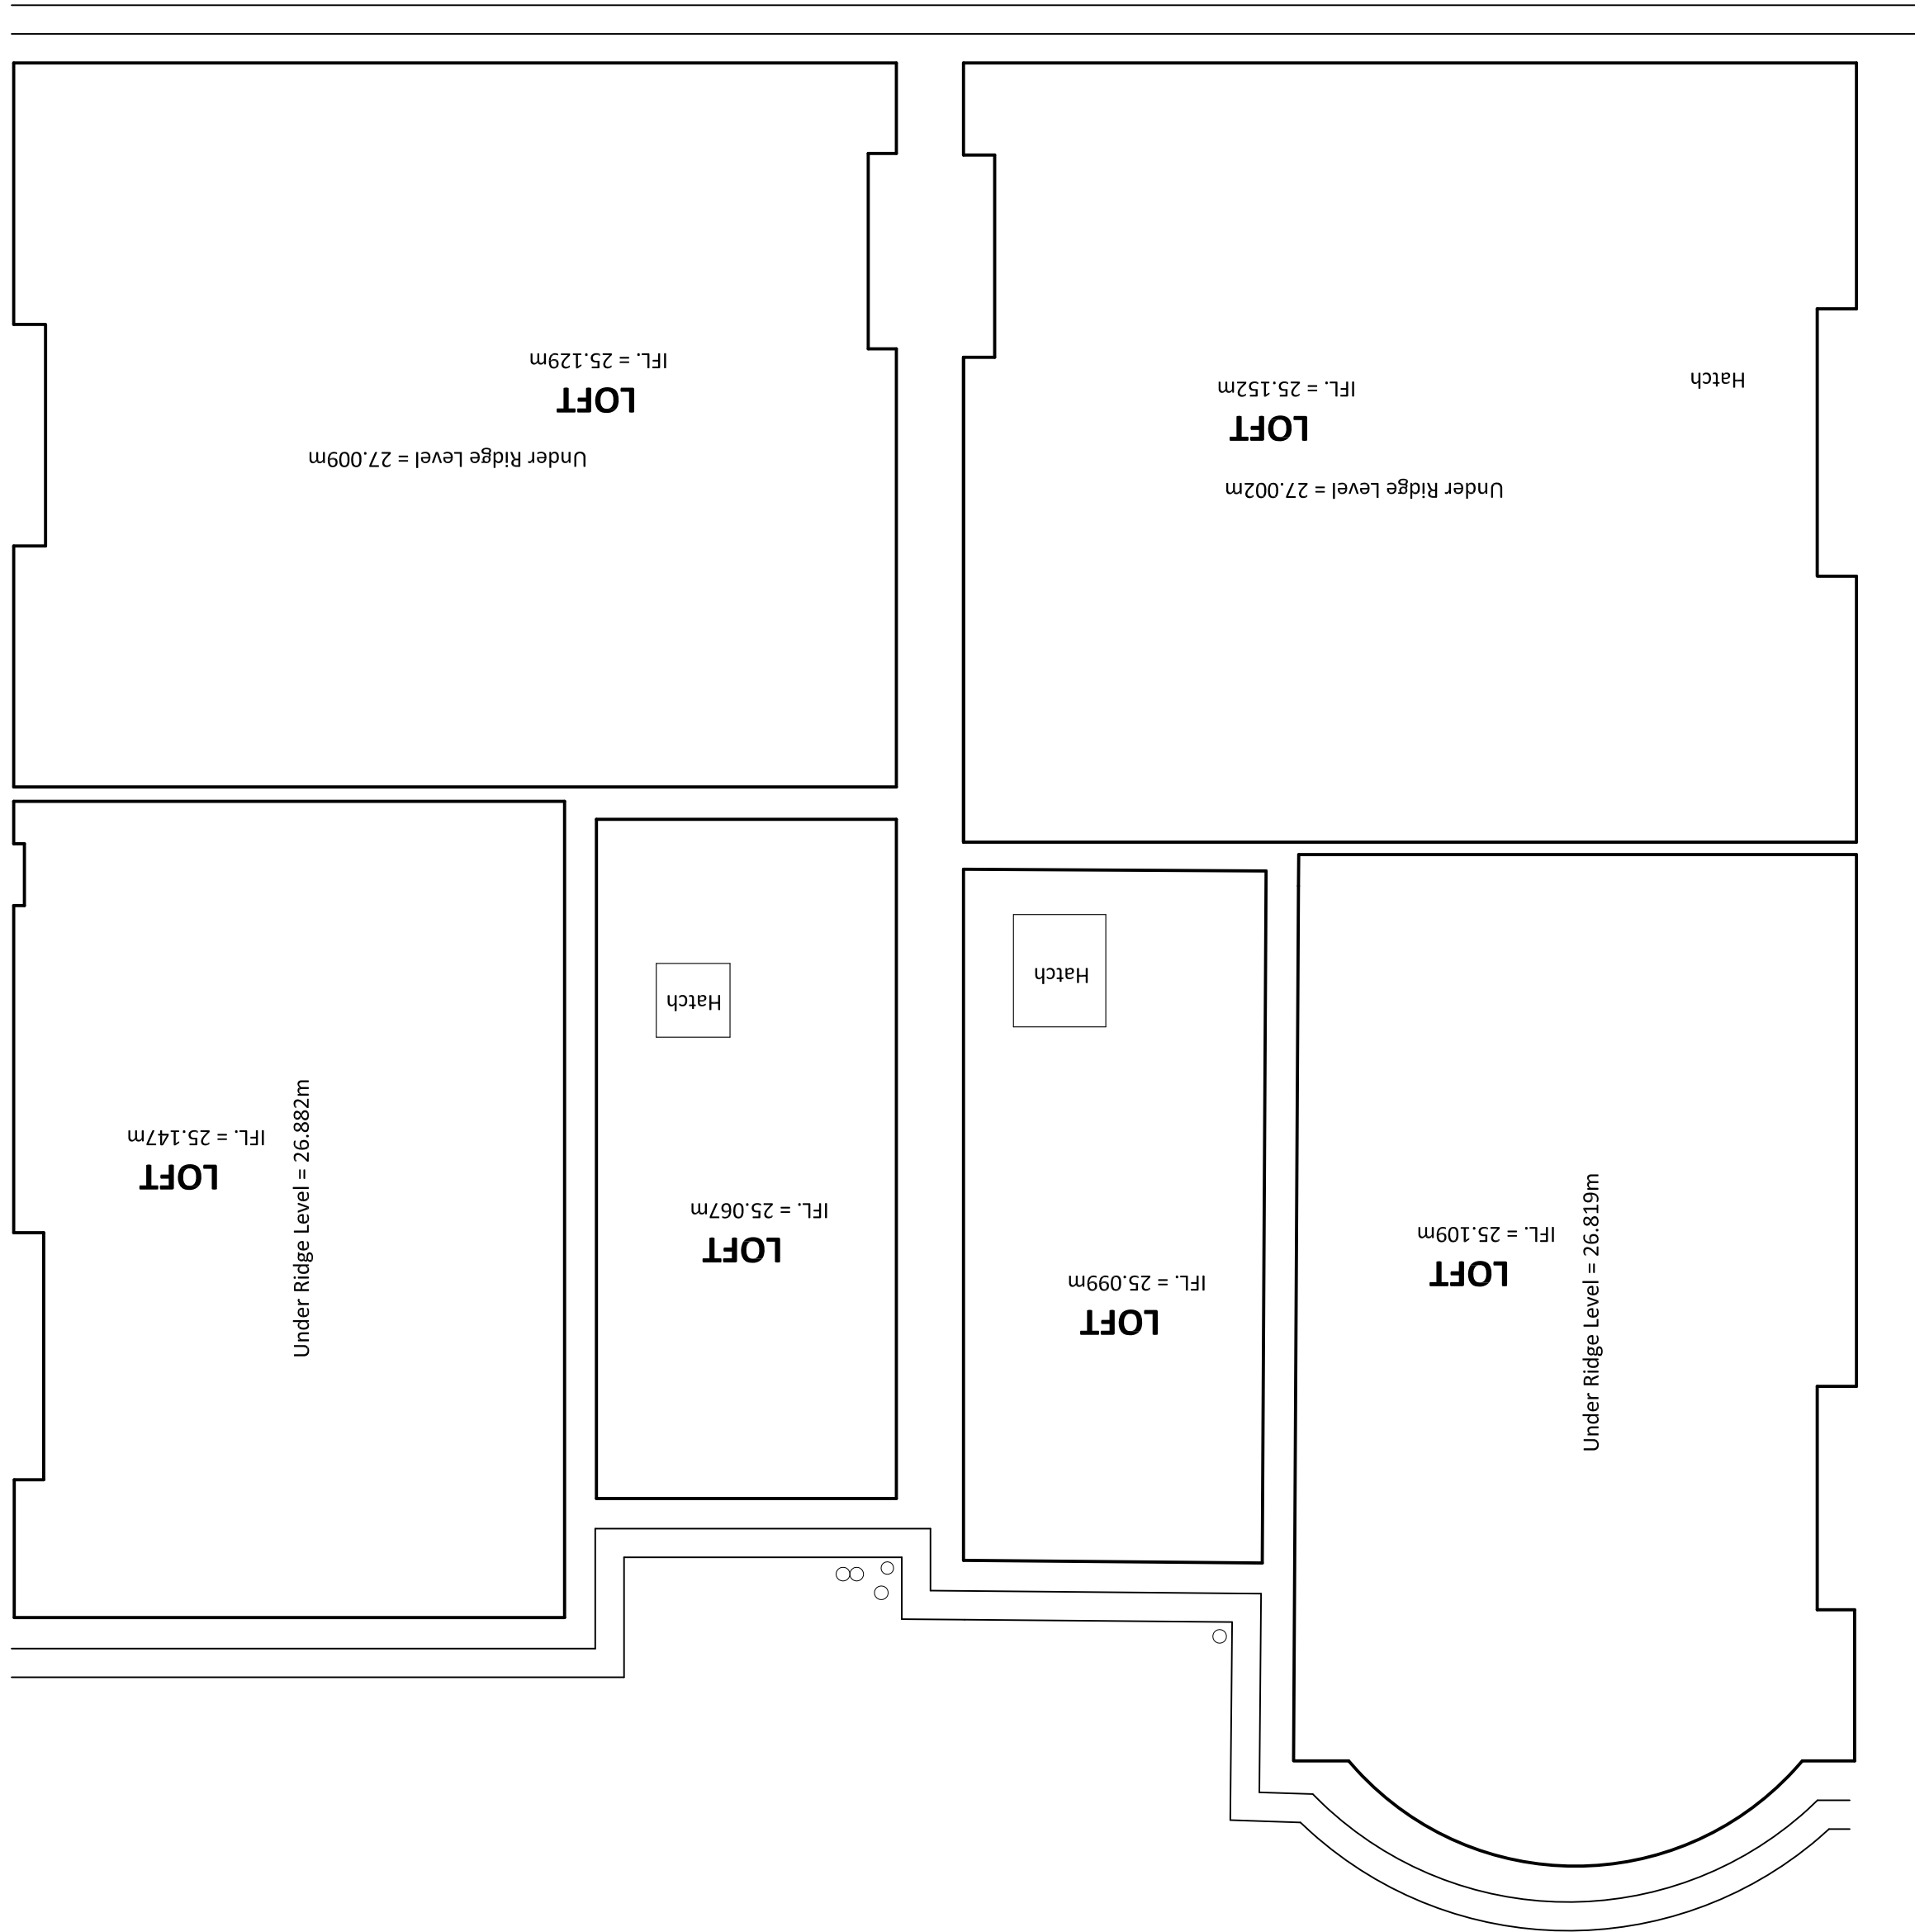 IFL. = 25.129m
LOFT
Under Ridge Level = 27.009m
IFL. = 25.152m
LOFT
Under Ridge Level = 27.002m
Hatch
IFL. = 25.147m
LOFT
Under Ridge Level = 26.882m
Hatch
IFL. = 25.067m
LOFT
Hatch
IFL. = 25.099m
LOFT
IFL. = 25.109m
LOFT
Under Ridge Level = 26.819m